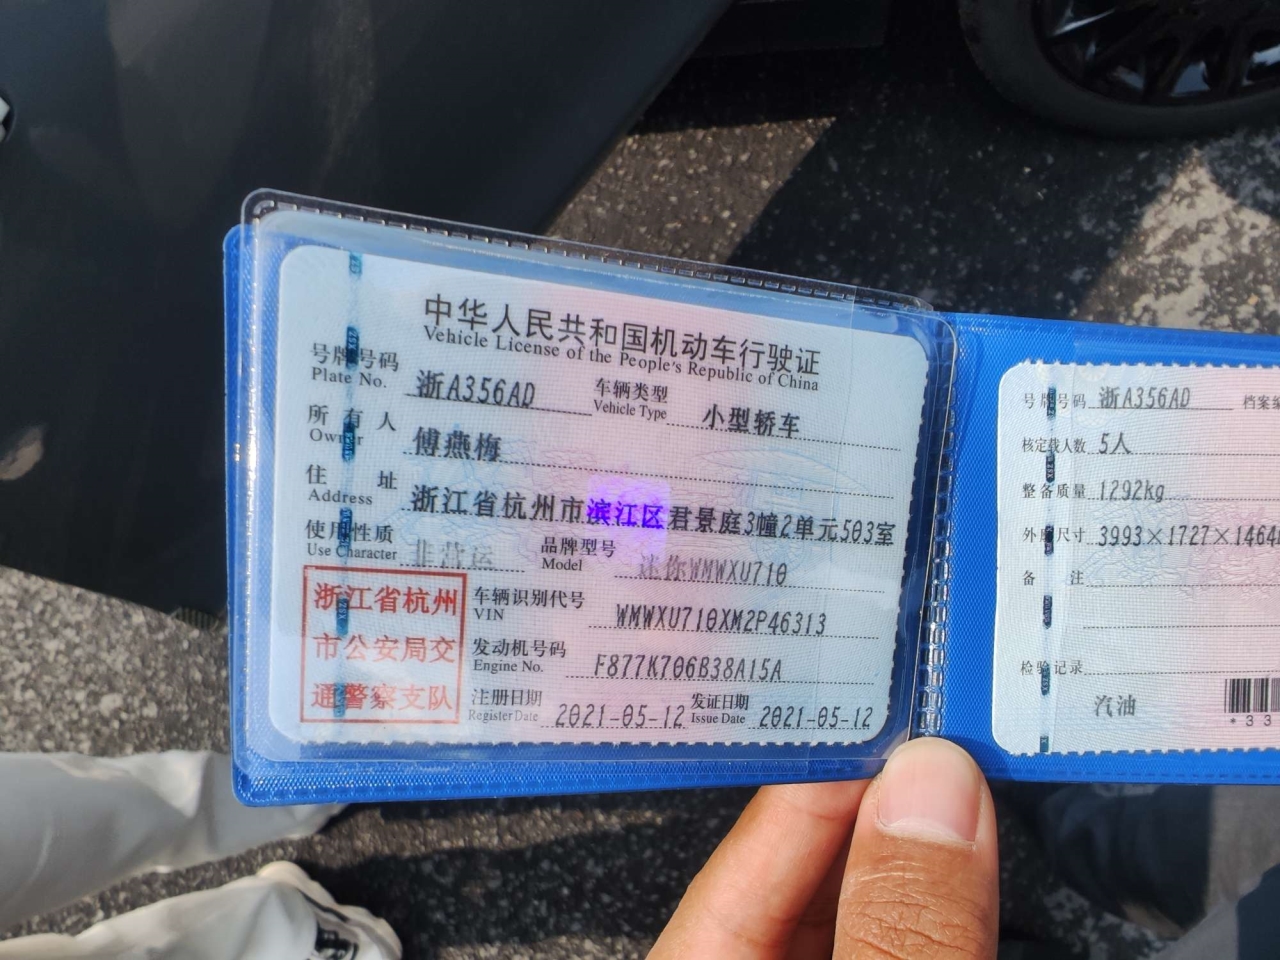 中华人民共和国机动车行驶证
Vehicle License of the People's Republic of China
号牌号码 浙A356AD 车辆类型 小型轿车
Plate No. Vehicle Type
所有人 傅燕梅
Owner
住址 浙江省杭州市滨江区君景庭3幢2单元503室
Address
使用性质 非营运 品牌型号 迷你WMWXU710
Use Character Model
浙江省杭州
市公安局交
通警察支队
车辆识别代号 WMWXU710XM2P46313
VIN
发动机号码 F877K706B38A15A
Engine No.
注册日期 2021-05-12 发证日期 2021-05-12
Register Date Issue Date
号牌号码 浙A356AD 档案编
核定载人数 5人
整备质量 1292kg
外廓尺寸 3993×1727×1464
备注
检验记录
汽油
*33